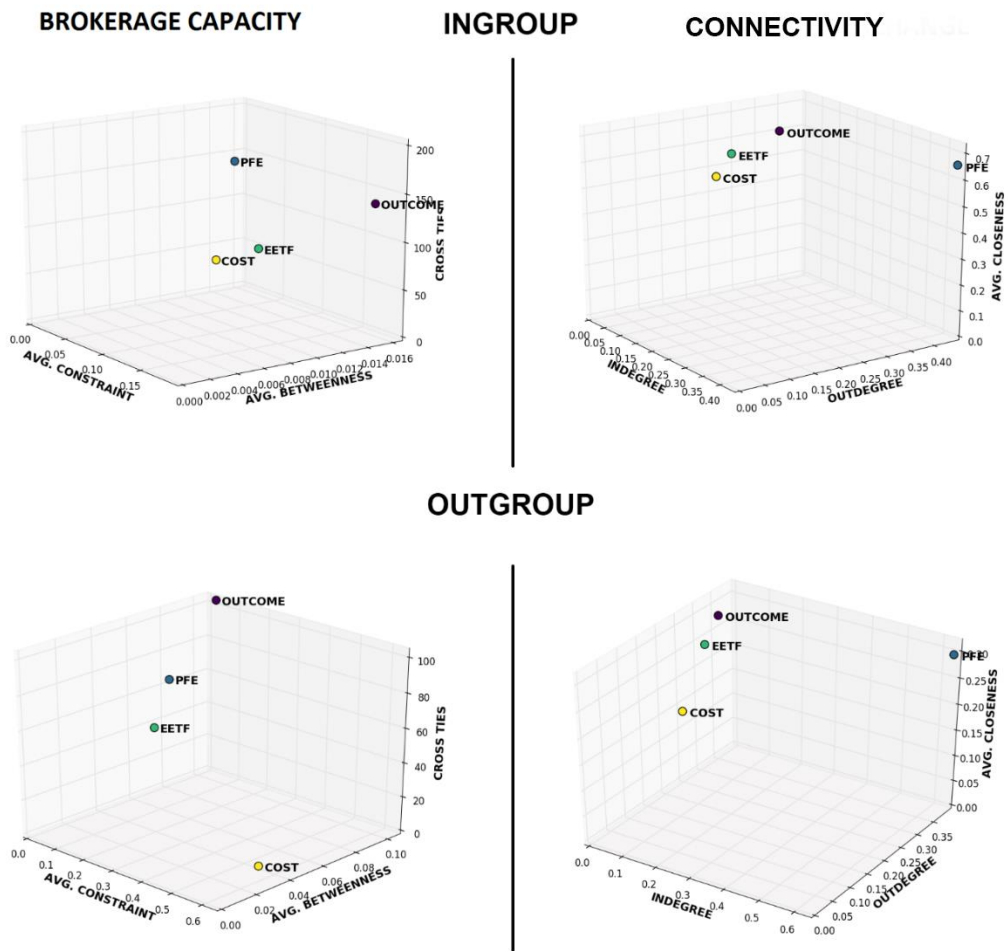 BROKERAGE CAPACITY
INGROUP
CONNECTIVITY
PFE
OUTCOME
EETF
COST
200
150
100
50
0
CROSS TIES
0.00
0.05
0.10
0.15
AVG. CONSTRAINT
0.000
0.002
0.004
0.006
0.008
0.010
0.012
0.014
0.016
AVG. BETWEENNESS
OUTCOME
EETF
COST
PFE
0.7
0.6
0.5
0.4
0.3
0.2
0.1
0.0
AVG. CLOSENESS
0.00
0.05
0.10
0.15
0.20
0.25
0.30
0.35
0.40
INDEGREE
0.00
0.05
0.10
0.15
0.20
0.25
0.30
0.35
0.40
OUTDEGREE
OUTGROUP
OUTCOME
PFE
EETF
COST
100
80
60
40
20
0
CROSS TIES
0.0
0.1
0.2
0.3
0.4
0.5
0.6
AVG. CONSTRAINT
0.00
0.02
0.04
0.06
0.08
0.10
AVG. BETWEENNESS
OUTCOME
EETF
COST
PFE
0.25
0.20
0.15
0.10
0.05
0.00
AVG. CLOSENESS
0.0
0.1
0.2
0.3
0.4
0.5
0.6
INDEGREE
0.00
0.05
0.10
0.15
0.20
0.25
0.30
0.35
OUTDEGREE